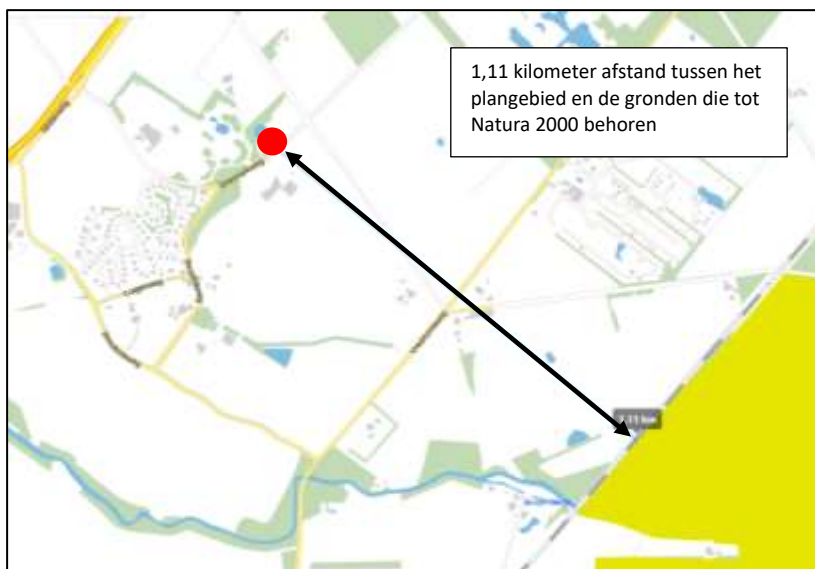 1,11 kilometer afstand tussen het
plangebied en de gronden die tot
Natura 2000 behoren